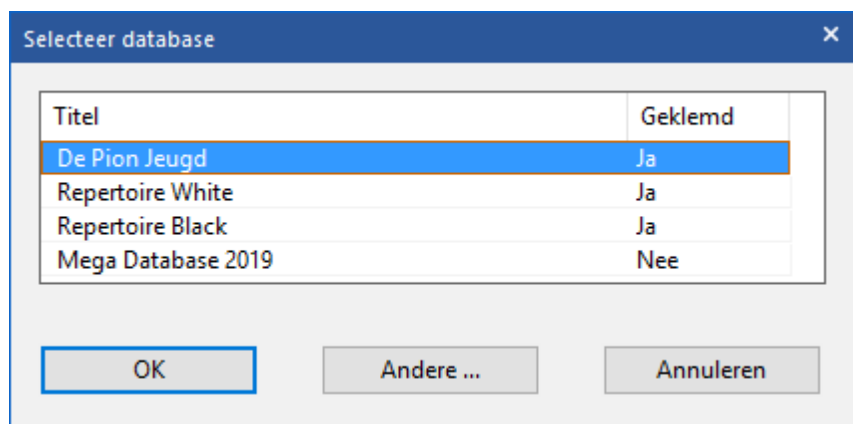 Selecteer database
Titel Geklemd
De Pion Jeugd Ja
Repertoire White Ja
Repertoire Black Ja
Mega Database 2019 Nee
OK Andere ... Annuleren